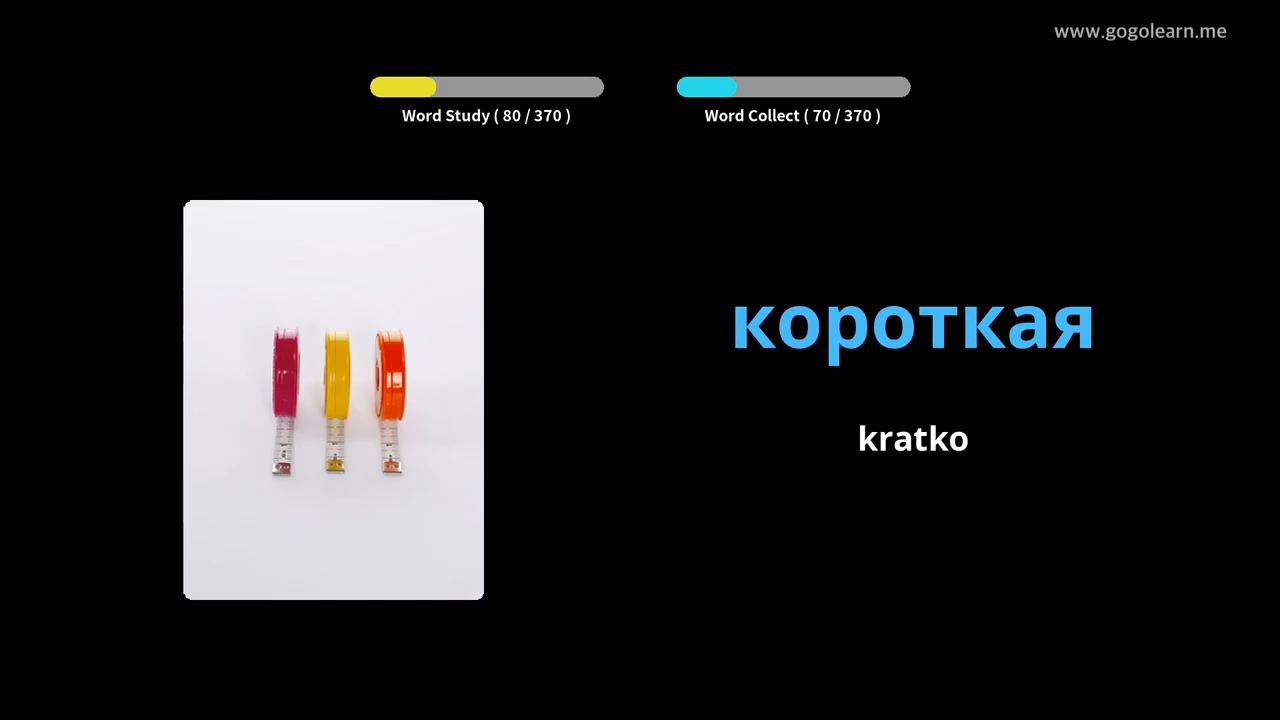 www.gogolearn.me
Word Study ( 80 / 370 )
Word Collect ( 70 / 370 )
короткая
kratko